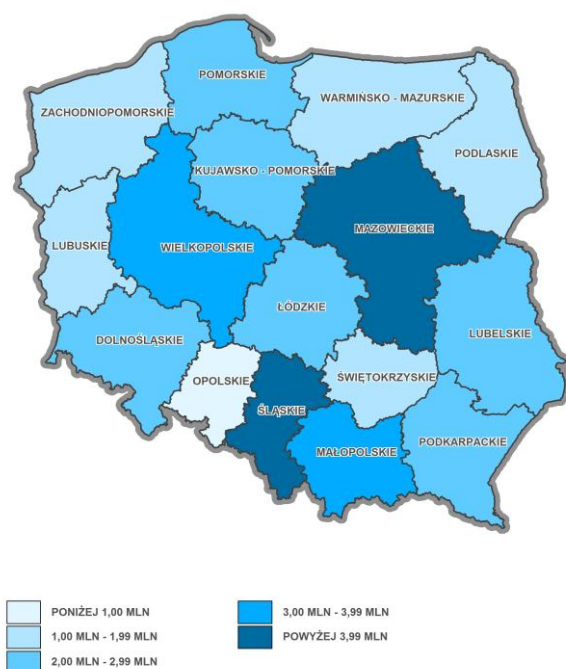 POMORSKIE
WARMIŃSKO - MAZURSKIE
ZACHODNIOPOMORSKIE
PODLASKIE
KUJAWSKO - POMORSKIE
MAZOWIECKIE
LUBUSKIE
WIELKOPOLSKIE
ŁÓDZKIE
LUBELSKIE
DOLNOŚLĄSKIE
ŚWIĘTOKRZYSKIE
OPOLSKIE
ŚLĄSKIE
PODKARPACKIE
MAŁOPOLSKIE
PONIŻEJ 1,00 MLN
1,00 MLN - 1,99 MLN
2,00 MLN - 2,99 MLN
3,00 MLN - 3,99 MLN
POWYŻEJ 3,99 MLN